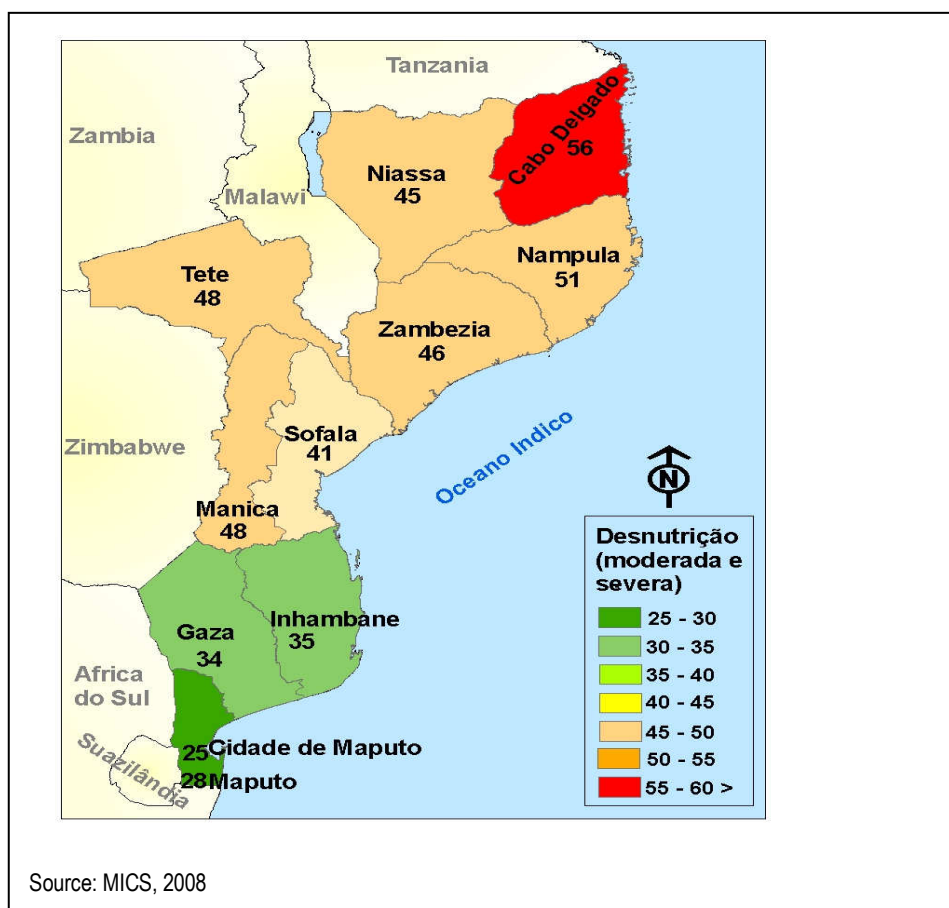 Tanzania
Zambia
Cabo Delgado
56
Niassa
45
Malawi
Nampula
51
Tete
48
Zambezia
46
Zimbabwe
Sofala
41
Oceano Indico
N
Manica
48
Desnutrição
(moderada e
severa)
25 - 30
30 - 35
35 - 40
40 - 45
45 - 50
50 - 55
55 - 60 >
Inhambane
35
Gaza
34
Africa
do Sul
25 Cidade de Maputo
28 Maputo
Suazilândia
Source: MICS, 2008